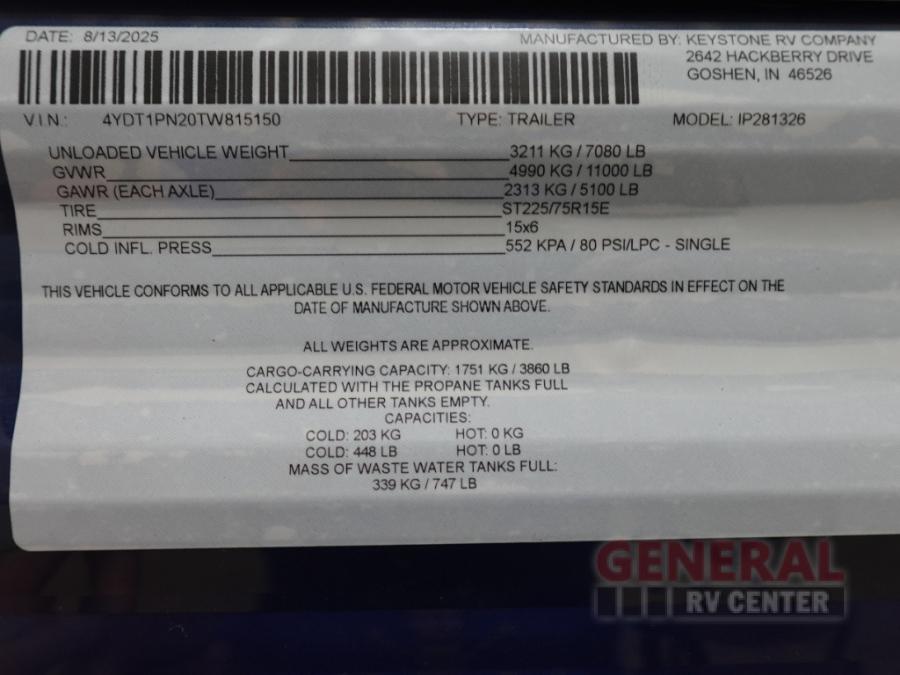 DATE: 8/13/2025
MANUFACTURED BY: KEYSTONE RV COMPANY
2642 HACKBERRY DRIVE
GOSHEN, IN 46526
V.I.N.: 4YDT1PN20TW815150 TYPE: TRAILER MODEL: IP281326
UNLOADED VEHICLE WEIGHT 3211 KG / 7080 LB
GVWR 4990 KG / 11000 LB
GAWR (EACH AXLE) 2313 KG / 5100 LB
TIRE ST225/75R15E
RIMS 15x6
COLD INFL. PRESS 552 KPA / 80 PSI/LPC - SINGLE
THIS VEHICLE CONFORMS TO ALL APPLICABLE U.S. FEDERAL MOTOR VEHICLE SAFETY STANDARDS IN EFFECT ON THE
DATE OF MANUFACTURE SHOWN ABOVE.
ALL WEIGHTS ARE APPROXIMATE.
CARGO-CARRYING CAPACITY: 1751 KG / 3860 LB
CALCULATED WITH THE PROPANE TANKS FULL
AND ALL OTHER TANKS EMPTY.
CAPACITIES:
COLD: 203 KG HOT: 0 KG
COLD: 448 LB HOT: 0 LB
MASS OF WASTE WATER TANKS FULL:
339 KG / 747 LB
GENERAL
RV CENTER